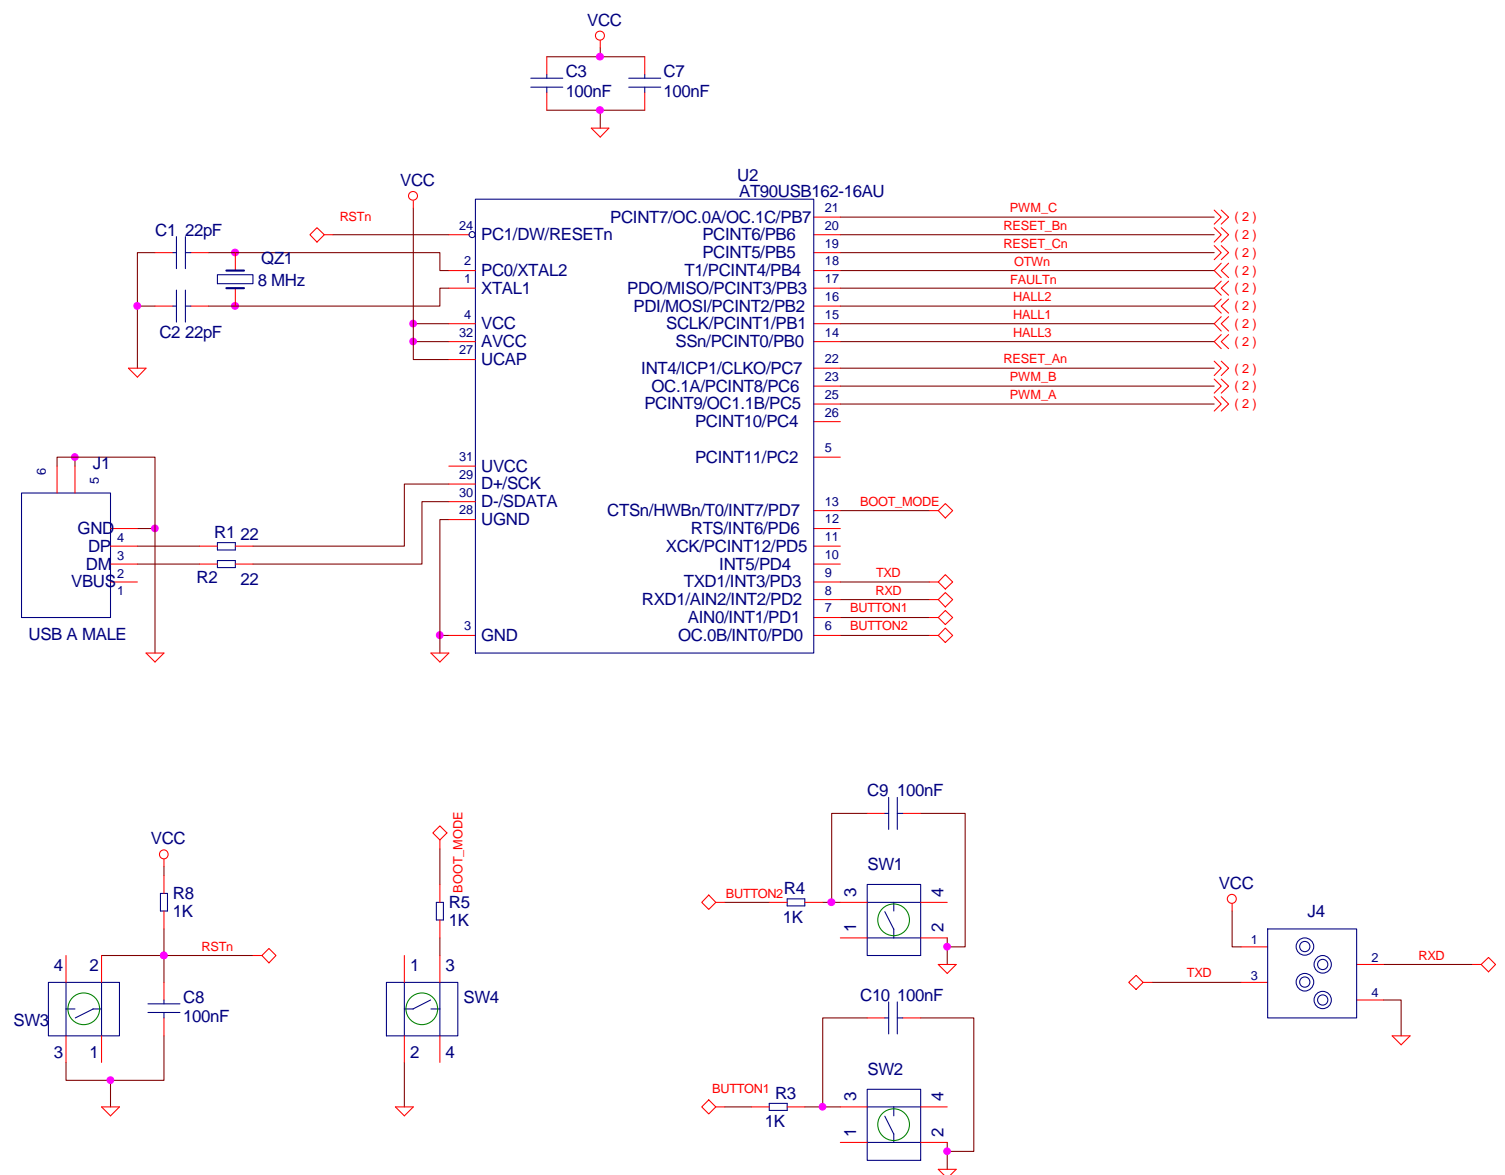 VCC
C3
100nF
C7
100nF
VCC
U2
AT90USB162-16AU
RSTn
24
PC1/DW/RESETn
C1 22pF
QZ1
8 MHz
C2 22pF
2
PC0/XTAL2
1
XTAL1
4
VCC
32
AVCC
27
UCAP
31
UVCC
29
D+/SCK
30
D-/SDATA
28
UGND
3
GND
PCINT7/OC.0A/OC.1C/PB7 21 PWM_C (2)
PCINT6/PB6 20 RESET_Bn (2)
PCINT5/PB5 19 RESET_Cn (2)
T1/PCINT4/PB4 18 OTWn (2)
PDO/MISO/PCINT3/PB3 17 FAULTn (2)
PDI/MOSI/PCINT2/PB2 16 HALL2 (2)
SCLK/PCINT1/PB1 15 HALL1 (2)
SSn/PCINT0/PB0 14 HALL3 (2)
INT4/ICP1/CLKO/PC7 22 RESET_An (2)
OC.1A/PCINT8/PC6 23 PWM_B (2)
PCINT9/OC1.1B/PC5 25 PWM_A (2)
PCINT10/PC4 26
PCINT11/PC2 5
CTSn/HWBn/T0/INT7/PD7 13 BOOT_MODE
RTS/INT6/PD6 12
XCK/PCINT12/PD5 11
INT5/PD4 10
TXD1/INT3/PD3 9 TXD
RXD1/AIN2/INT2/PD2 8 RXD
AIN0/INT1/PD1 7 BUTTON1
OC.0B/INT0/PD0 6 BUTTON2
6
5
J1
GND
4
DP
3
DM
2
VBUS
1
USB A MALE
R1 22
R2 22
VCC
R8
1K
RSTn
4 2
SW3
C8
100nF
3 1
BOOT_MODE
R5
1K
1 3
SW4
2 4
C9 100nF
SW1
BUTTON2 R4
1K
3 4
1 2
C10 100nF
SW2
BUTTON1 R3
1K
3 4
1 2
VCC
J4
1
2 RXD
TXD 3
4